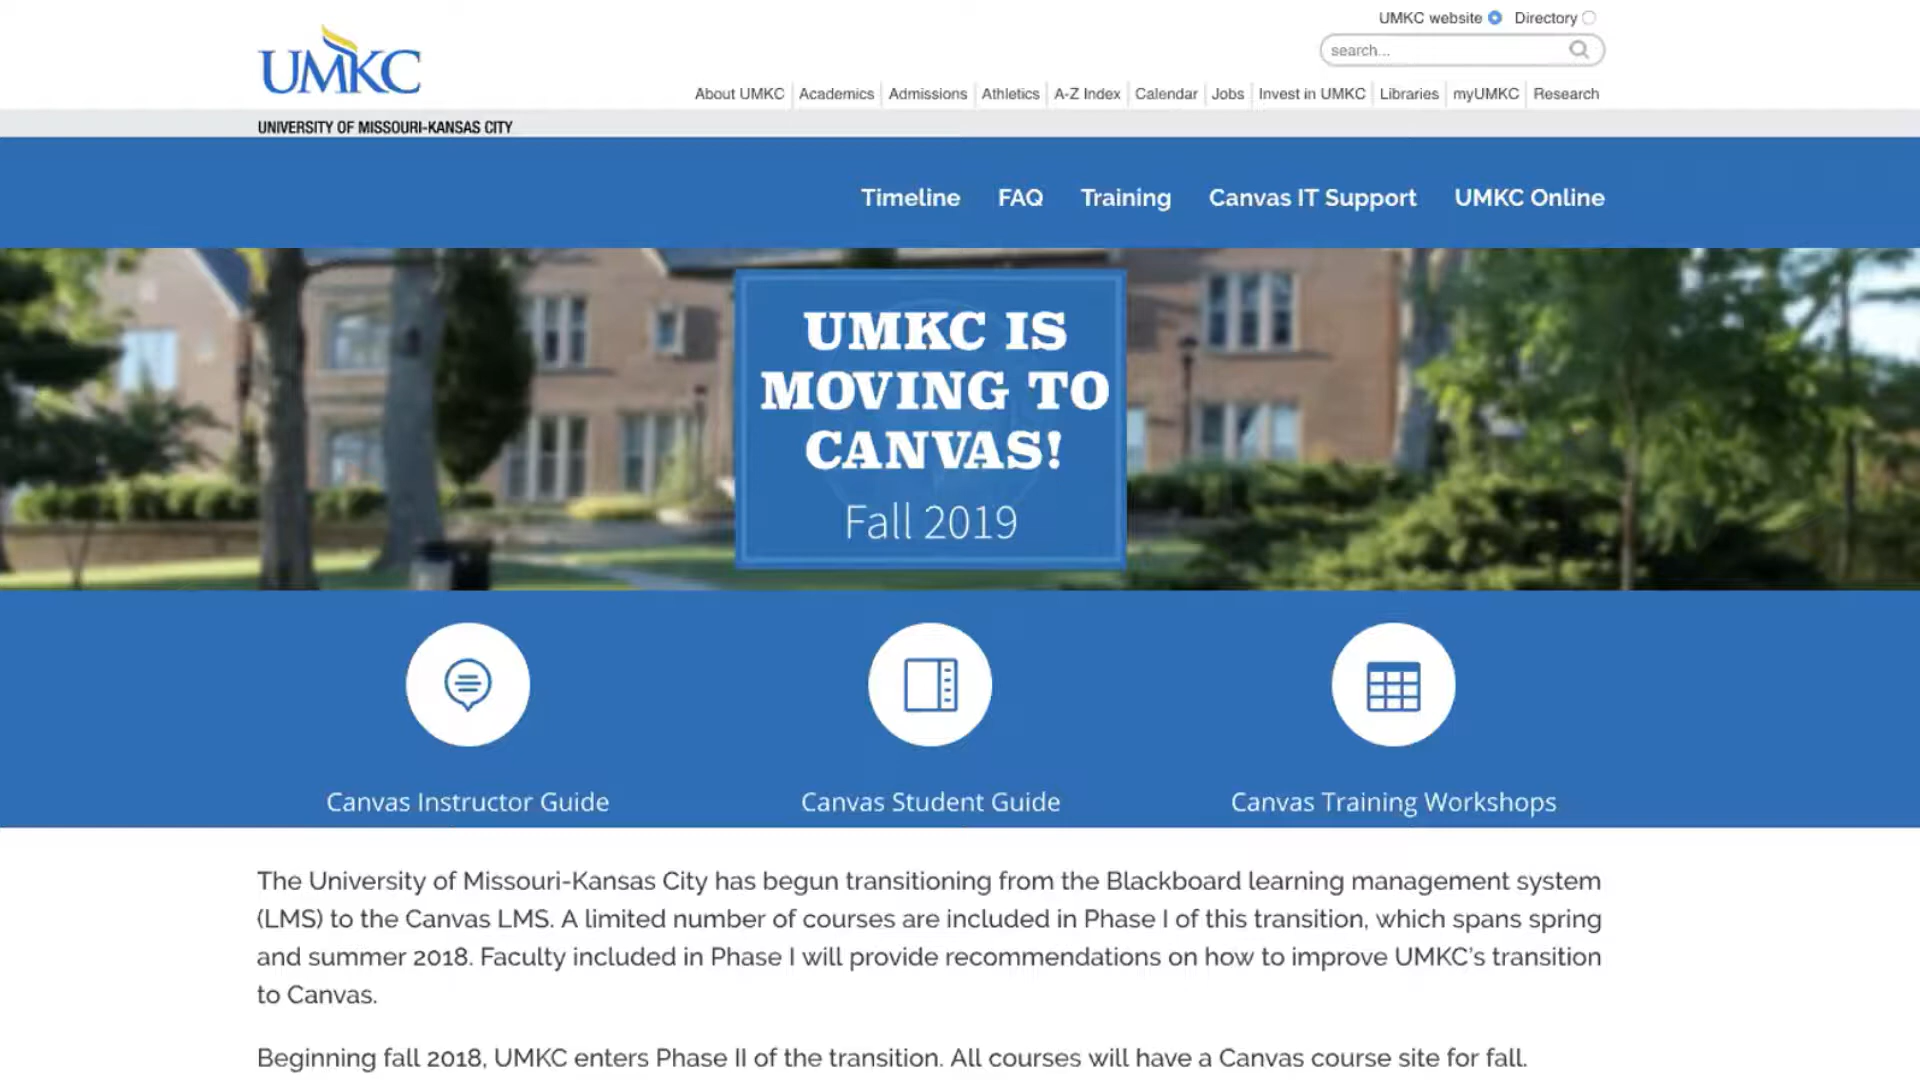 UMKC website Directory
UMKC
search...
About UMKC Academics Admissions Athletics A-Z Index Calendar Jobs Invest in UMKC Libraries myUMKC Research
UNIVERSITY OF MISSOURI-KANSAS CITY
Timeline FAQ Training Canvas IT Support UMKC Online
UMKC IS
MOVING TO
CANVAS!
Fall 2019
Canvas Instructor Guide Canvas Student Guide Canvas Training Workshops
The University of Missouri-Kansas City has begun transitioning from the Blackboard learning management system
(LMS) to the Canvas LMS. A limited number of courses are included in Phase I of this transition, which spans spring
and summer 2018. Faculty included in Phase I will provide recommendations on how to improve UMKC’s transition
to Canvas.
Beginning fall 2018, UMKC enters Phase II of the transition. All courses will have a Canvas course site for fall.